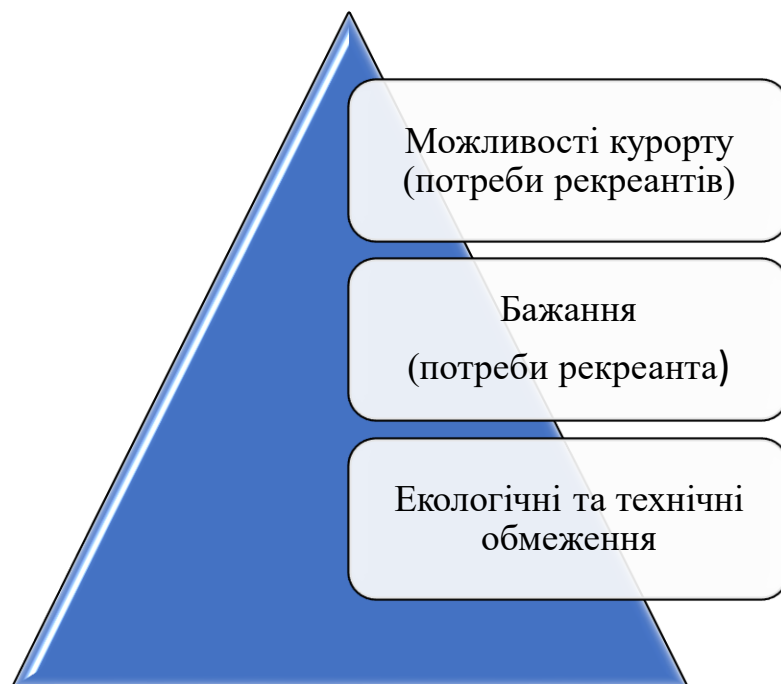 Можливості курорту
(потреби рекреантів)
Бажання
(потреби рекреанта)
Екологічні та технічні
обмеження